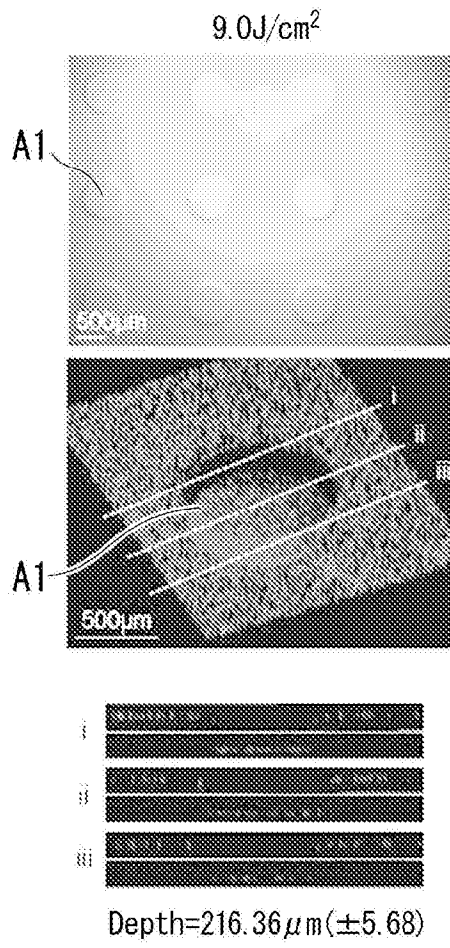 9.0J/cm²
A1
500μm
i
ii
iii
A1
500μm
i
ii
iii
Depth=216.36μm(±5.68)